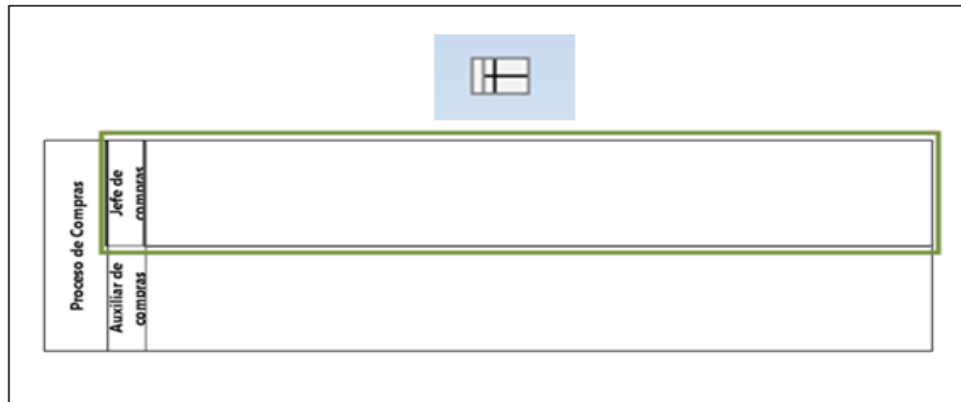 Proceso de Compras
Jefe de
compras
Auxiliar de
compras